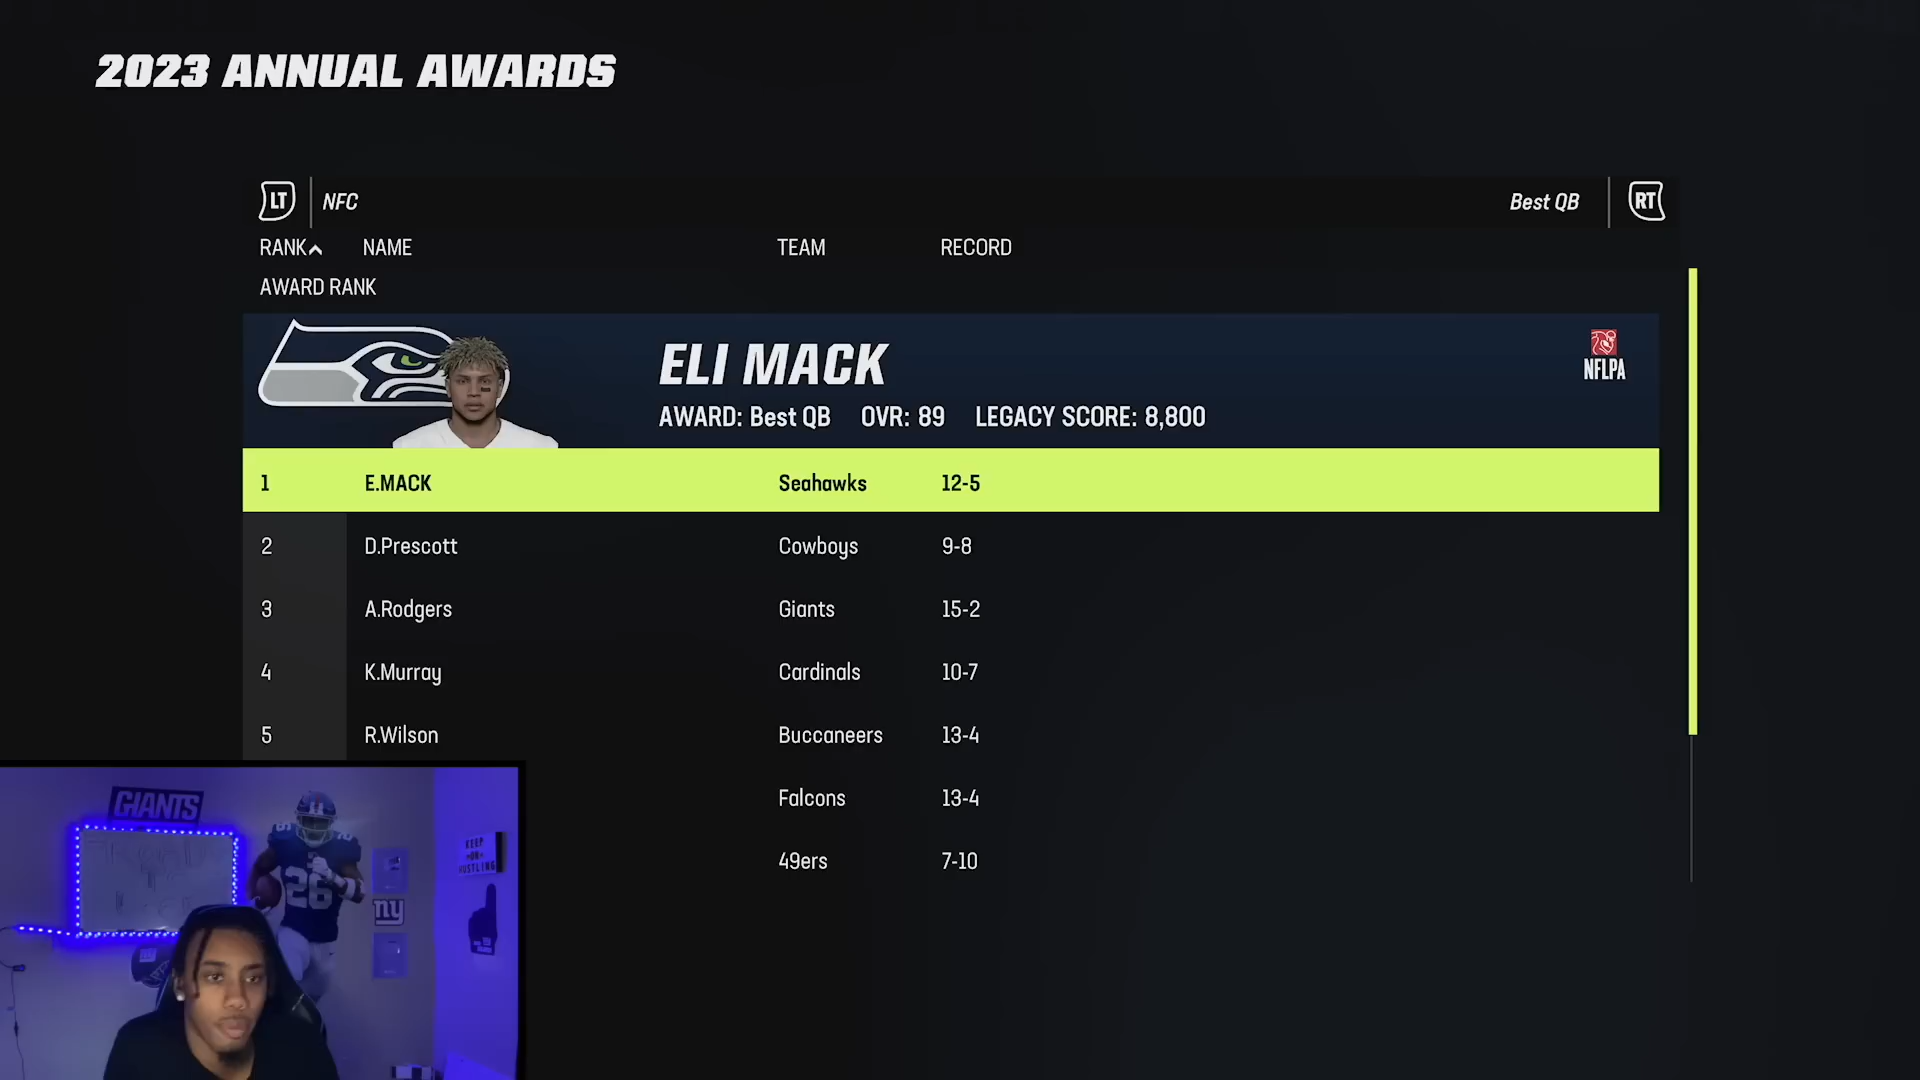 2023 ANNUAL AWARDS
LT NFC Best QB RT
RANK NAME TEAM RECORD
AWARD RANK
ELI MACK
NFLPA
AWARD: Best QB OVR: 89 LEGACY SCORE: 8,800
1 E.MACK Seahawks 12-5
2 D.Prescott Cowboys 9-8
3 A.Rodgers Giants 15-2
4 K.Murray Cardinals 10-7
5 R.Wilson Buccaneers 13-4
Falcons 13-4
49ers 7-10
GIANTS
26
KEEP
ON
HUSTLING
ny